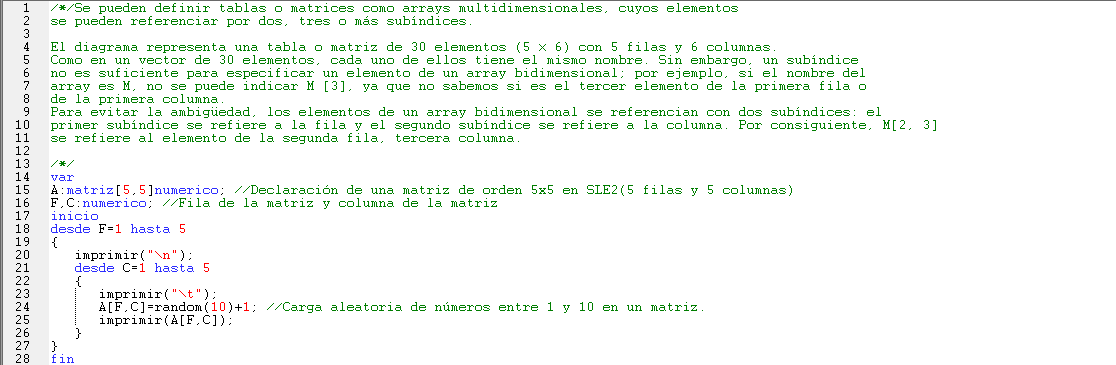 1 /*/Se pueden definir tablas o matrices como arrays multidimensionales, cuyos elementos
2 se pueden referenciar por dos, tres o más subíndices.
3
4 El diagrama representa una tabla o matriz de 30 elementos (5 × 6) con 5 filas y 6 columnas.
5 Como en un vector de 30 elementos, cada uno de ellos tiene el mismo nombre. Sin embargo, un subíndice
6 no es suficiente para especificar un elemento de un array bidimensional; por ejemplo, si el nombre del
7 array es M, no se puede indicar M [3], ya que no sabemos si es el tercer elemento de la primera fila o
8 de la primera columna.
9 Para evitar la ambigüedad, los elementos de un array bidimensional se referencian con dos subíndices: el
10 primer subíndice se refiere a la fila y el segundo subíndice se refiere a la columna. Por consiguiente, M[2, 3]
11 se refiere al elemento de la segunda fila, tercera columna.
12
13 /*/
14 var
15 A:matriz[5,5]numerico; //Declaración de una matriz de orden 5x5 en SLE2(5 filas y 5 columnas)
16 F,C:numerico; //Fila de la matriz y columna de la matriz
17 inicio
18 desde F=1 hasta 5
19 {
20 imprimir("\n");
21 desde C=1 hasta 5
22 {
23 imprimir("\t");
24 A[F,C]=random(10)+1; //Carga aleatoria de números entre 1 y 10 en un matriz.
25 imprimir(A[F,C]);
26 }
27 }
28 fin